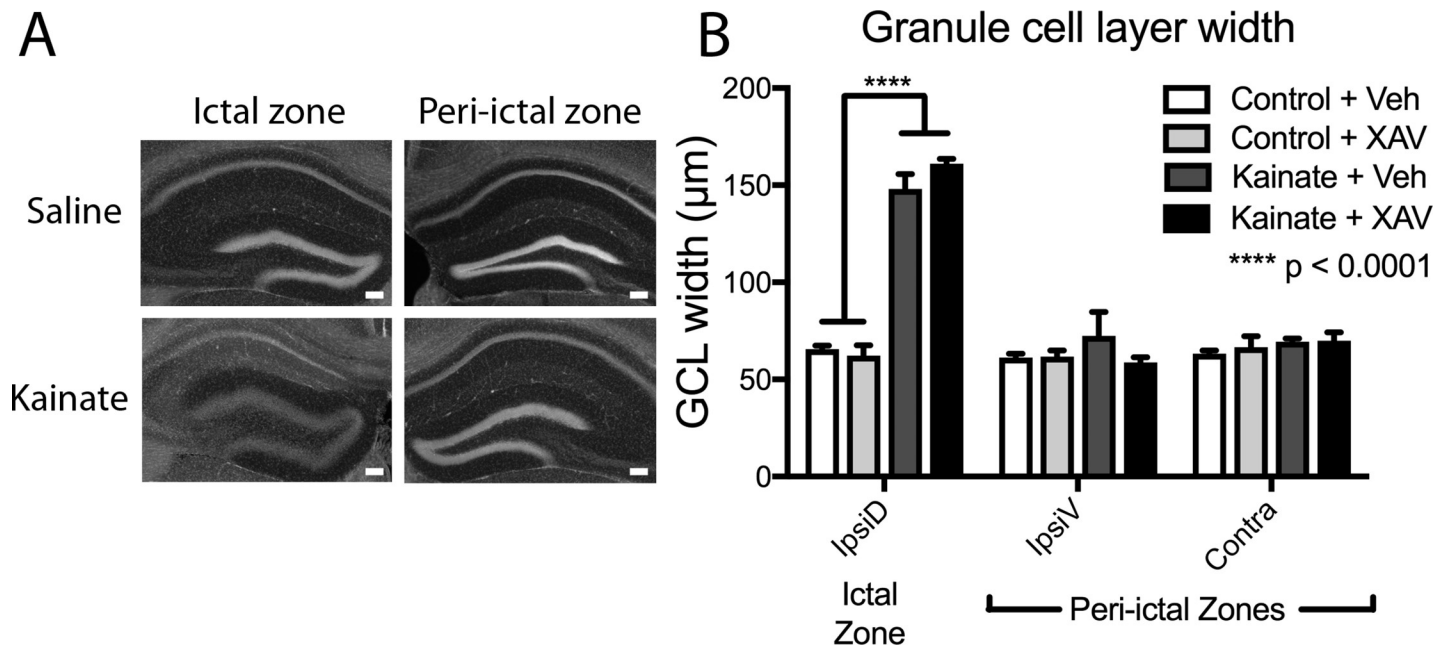 A
Ictal zone
Peri-ictal zone
Saline
Kainate
B
Granule cell layer width
GCL width (μm)
200
150
100
50
0
****
Control + Veh
Control + XAV
Kainate + Veh
Kainate + XAV
**** p < 0.0001
IpsiD
IpsiV
Contra
Ictal
Zone
Peri-ictal Zones